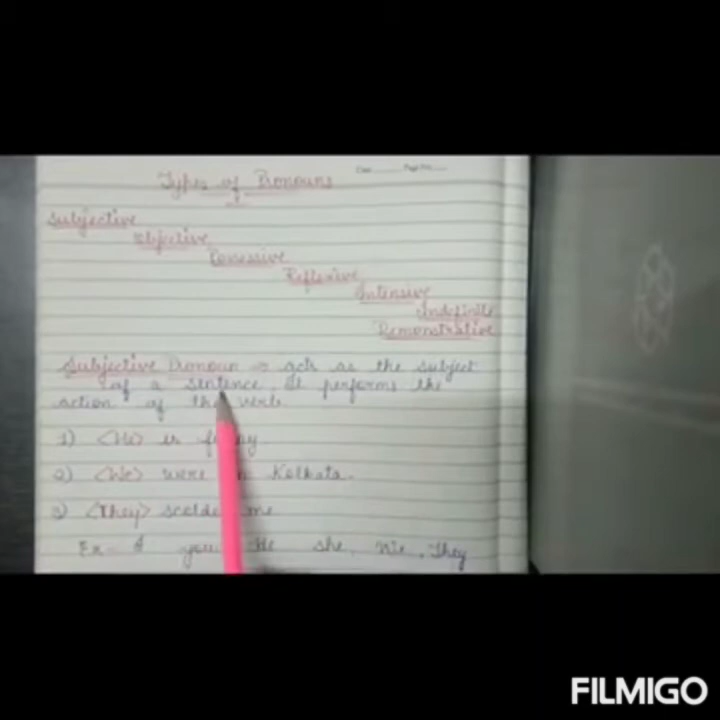 Types of Pronouns
Subjective
Objective
Possessive
Reflexive
Intensive
Indefinite
Demonstrative
Subjective Pronoun => acts as the subject
of a sentence. It performs the
action of the verb.
1) <He> is
2) <We> were Kolkata.
3) <They> me
Ex - I you He she, We, They
FILMIGO